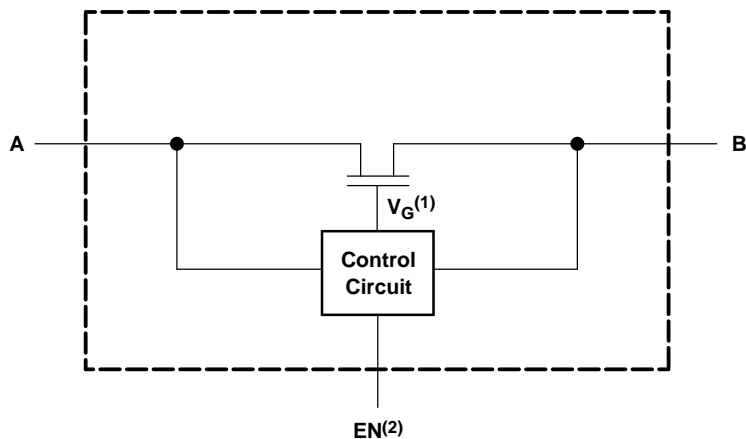 A
B
VG(1)
Control
Circuit
EN(2)